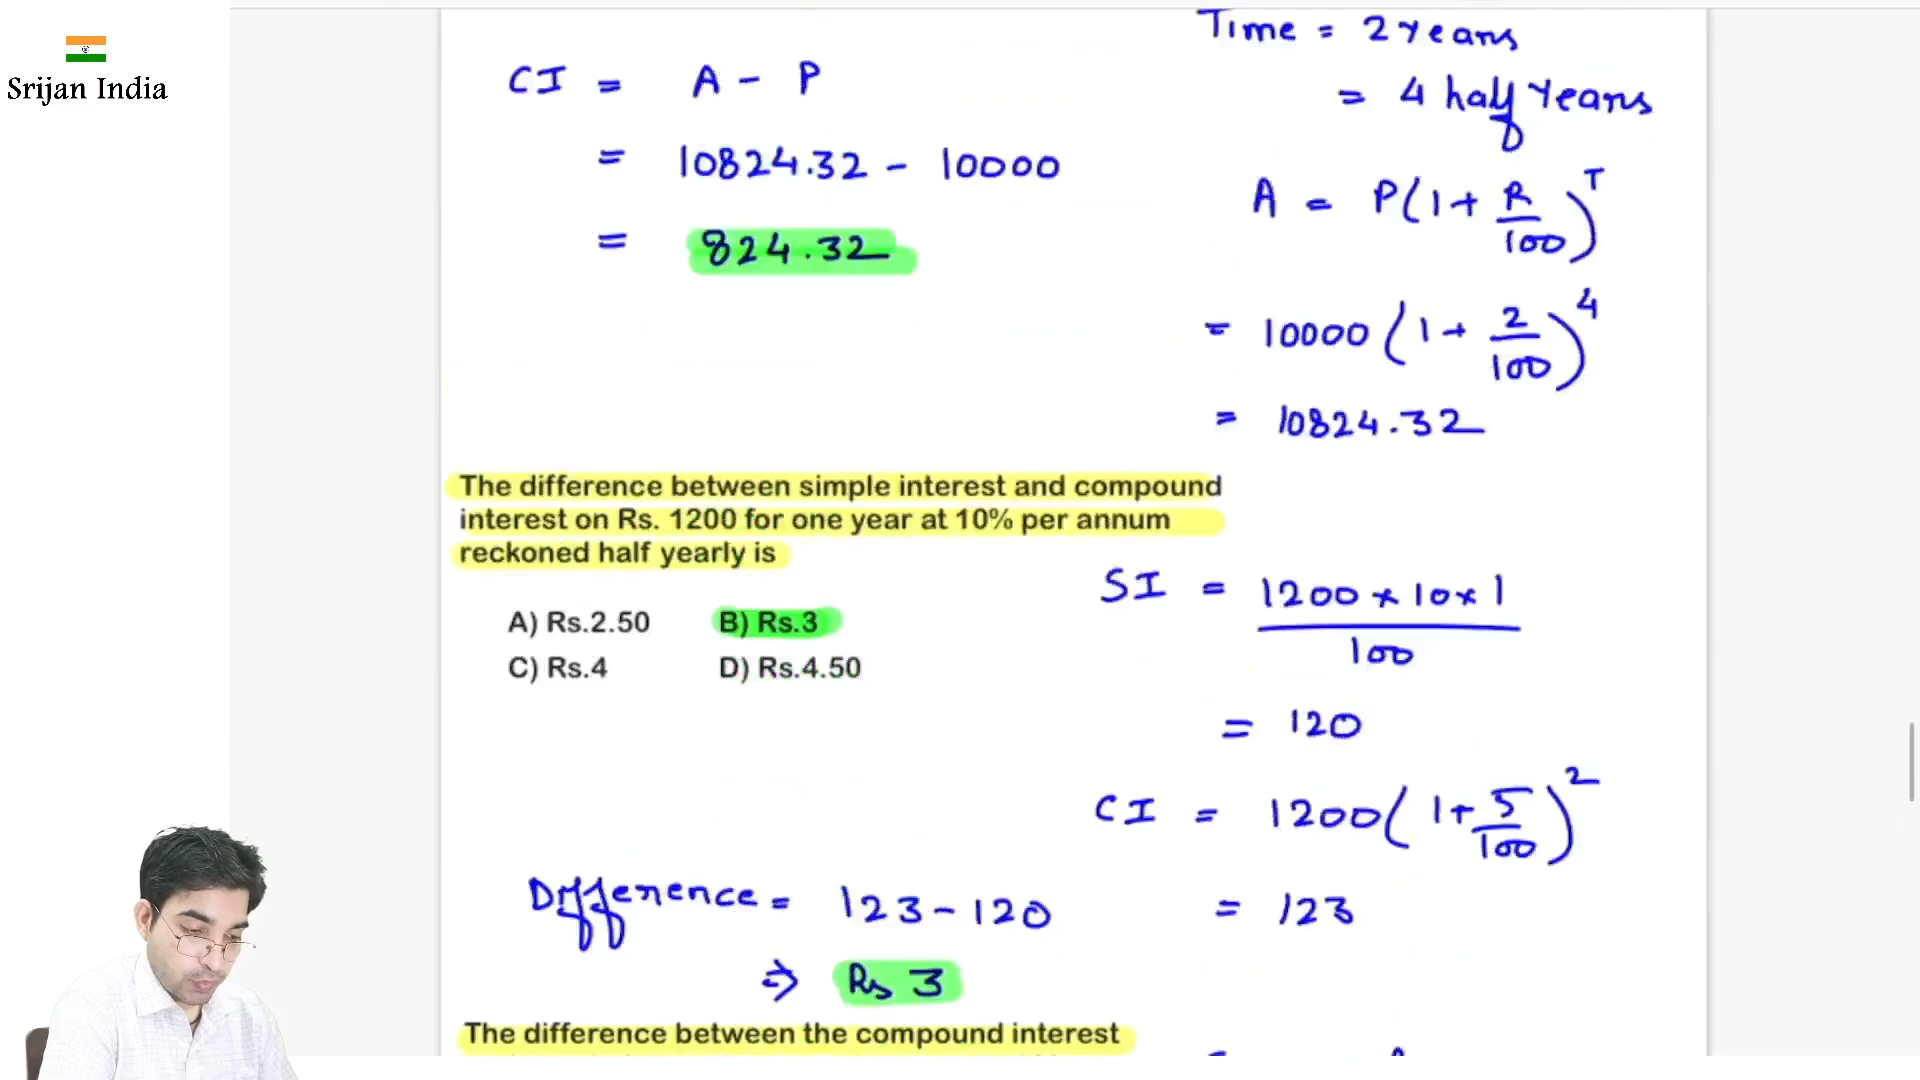 Srijan India
CI = A - P
= 10824.32 - 10000
= 824.32
Time = 2 Years
= 4 half Years
A = P(1+ R/100)^T
= 10000 (1+ 2/100)^4
= 10824.32
The difference between simple interest and compound
interest on Rs. 1200 for one year at 10% per annum
reckoned half yearly is
A) Rs.2.50 B) Rs.3
C) Rs.4 D) Rs.4.50
SI = 1200 × 10 × 1 / 100
= 120
CI = 1200 (1+ 5/100)^2
= 123
Difference = 123 - 120
⇒ Rs 3
The difference between the compound interest